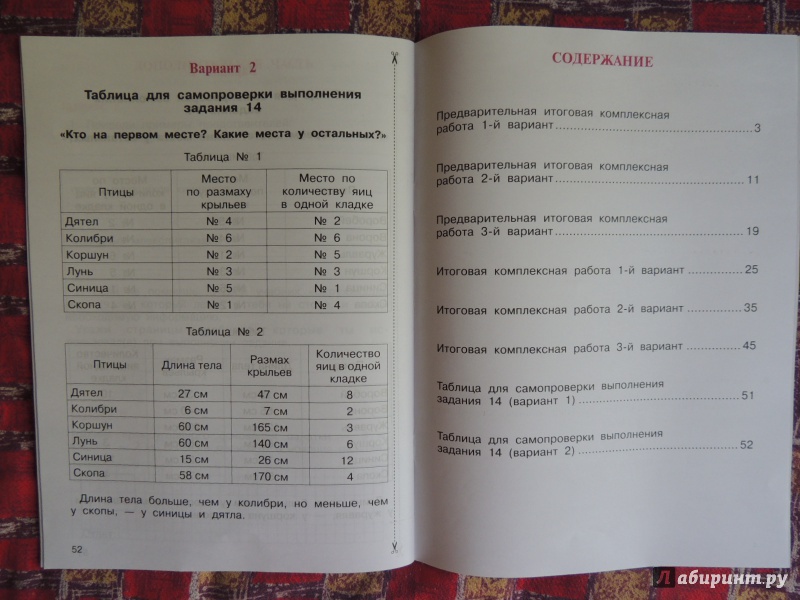 Вариант 2
Таблица для самопроверки выполнения
задания 14
«Кто на первом месте? Какие места у остальных?»
Таблица № 1
Птицы | Место по размаху крыльев | Место по количеству яиц в одной кладке
Дятел | № 4 | № 2
Колибри | № 6 | № 6
Коршун | № 2 | № 5
Лунь | № 3 | № 3
Синица | № 5 | № 1
Скопа | № 1 | № 4
Таблица № 2
Птицы | Длина тела | Размах крыльев | Количество яиц в одной кладке
Дятел | 27 см | 47 см | 8
Колибри | 6 см | 7 см | 2
Коршун | 60 см | 165 см | 3
Лунь | 60 см | 140 см | 6
Синица | 15 см | 26 см | 12
Скопа | 58 см | 170 см | 4
Длина тела больше, чем у колибри, но меньше, чем
у скопы, — у синицы и дятла.
52
СОДЕРЖАНИЕ
Предварительная итоговая комплексная
работа 1-й вариант 3
Предварительная итоговая комплексная
работа 2-й вариант 11
Предварительная итоговая комплексная
работа 3-й вариант 19
Итоговая комплексная работа 1-й вариант 25
Итоговая комплексная работа 2-й вариант 35
Итоговая комплексная работа 3-й вариант 45
Таблица для самопроверки выполнения
задания 14 (вариант 1) 51
Таблица для самопроверки выполнения
задания 14 (вариант 2) 52
Лабиринт.ру